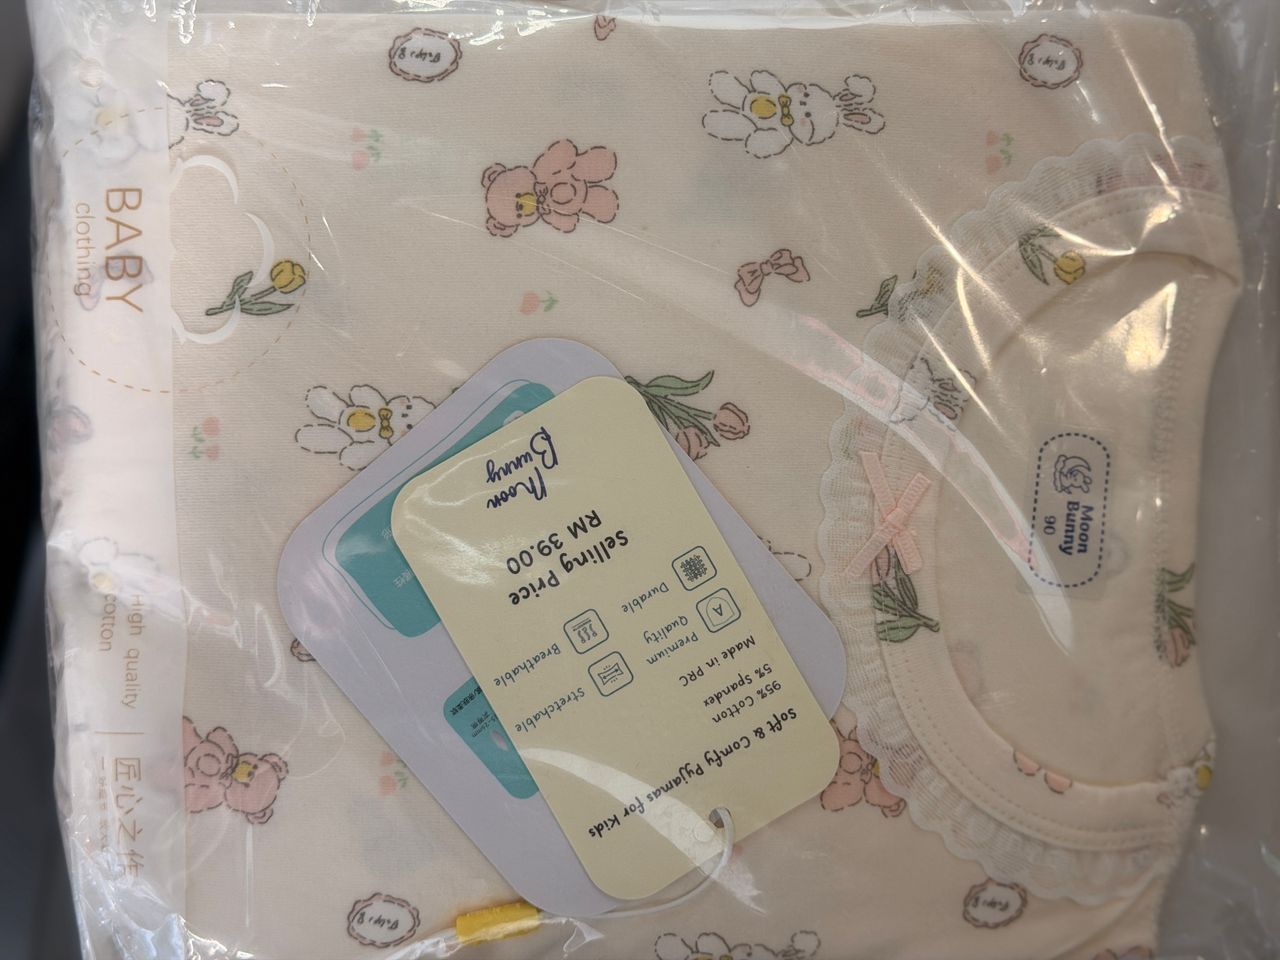 BABY
clothing
High quality
cotton
匠心之作
Soft & Comfy Pyjamas for Kids
95% Cotton
5% Spandex
Made in PRC
Premium
Quality
Durable
Stretchable
Breathable
Selling Price
RM 39.00
Moon
Bunny
Moon
Bunny
90